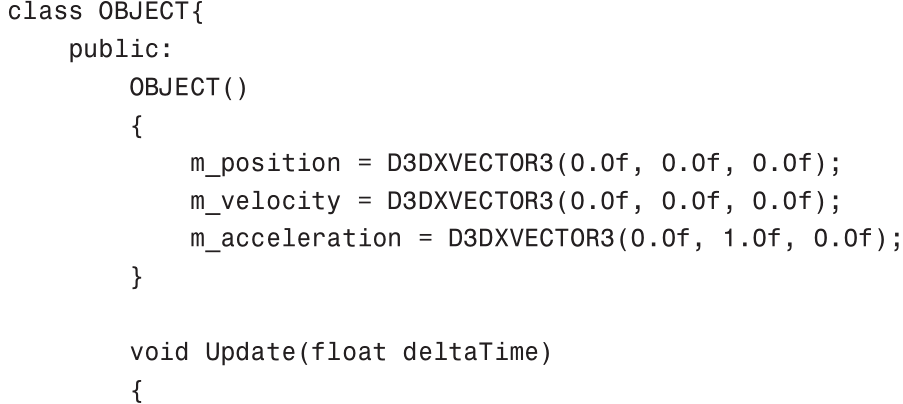 class OBJECT{
    public:
        OBJECT()
        {
            m_position = D3DXVECTOR3(0.0f, 0.0f, 0.0f);
            m_velocity = D3DXVECTOR3(0.0f, 0.0f, 0.0f);
            m_acceleration = D3DXVECTOR3(0.0f, 1.0f, 0.0f);
        }

        void Update(float deltaTime)
        {